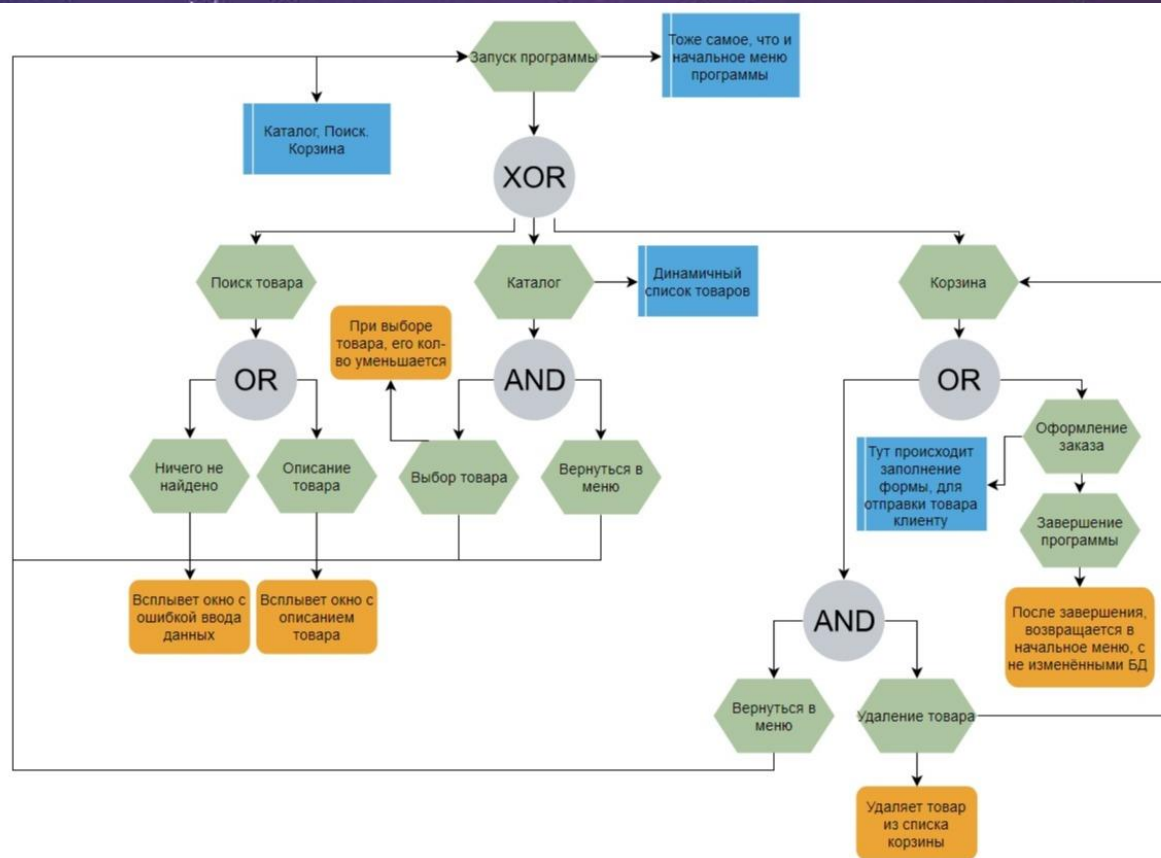 Запуск программы
Тоже самое, что и
начальное меню
программы
Каталог, Поиск.
Корзина
XOR
Поиск товара
Каталог
Динамичный
список товаров
Корзина
При выборе
товара, его кол-
во уменьшается
OR
AND
OR
Ничего не
найдено
Описание
товара
Выбор товара
Вернуться в
меню
Оформление
заказа
Тут происходит
заполнение
формы, для
отправки товара
клиенту
Завершение
программы
Всплывет окно с
ошибкой ввода
данных
Всплывет окно с
описанием
товара
AND
После завершения,
возвращается в
начальное меню, с
не изменёнными БД
Вернуться в
меню
Удаление товара
Удаляет товар
из списка
корзины